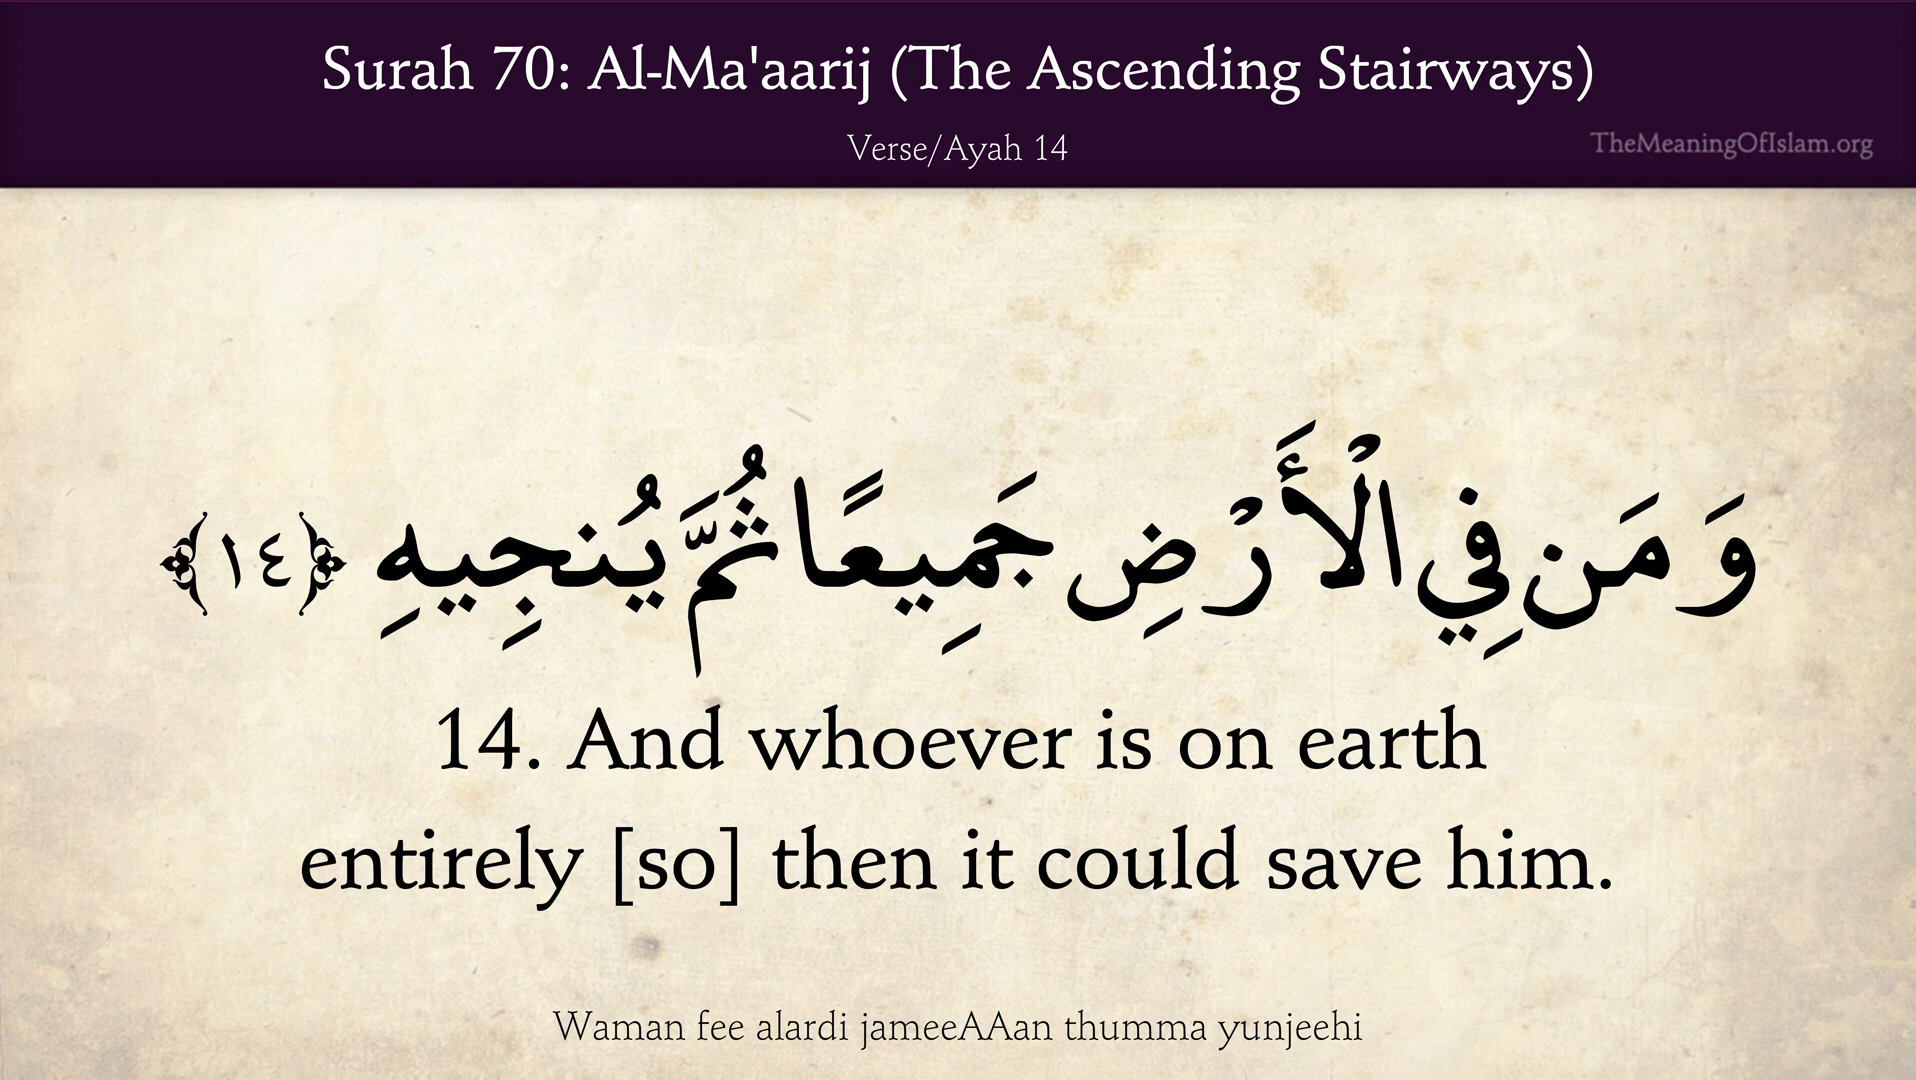 Surah 70: Al-Ma'aarij (The Ascending Stairways)
Verse/Ayah 14
TheMeaningOfIslam.org
وَمَن فِي الْأَرْضِ جَمِيعًا ثُمَّ يُنجِيهِ ﴿١٤﴾
14. And whoever is on earth
entirely [so] then it could save him.
Waman fee alardi jameeAAan thumma yunjeehi